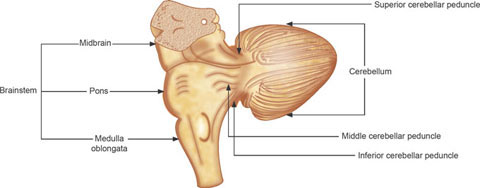 Superior cerebellar peduncle
Midbrain
Cerebellum
Brainstem
Pons
Medulla
oblongata
Middle cerebellar peduncle
Inferior cerebellar peduncle